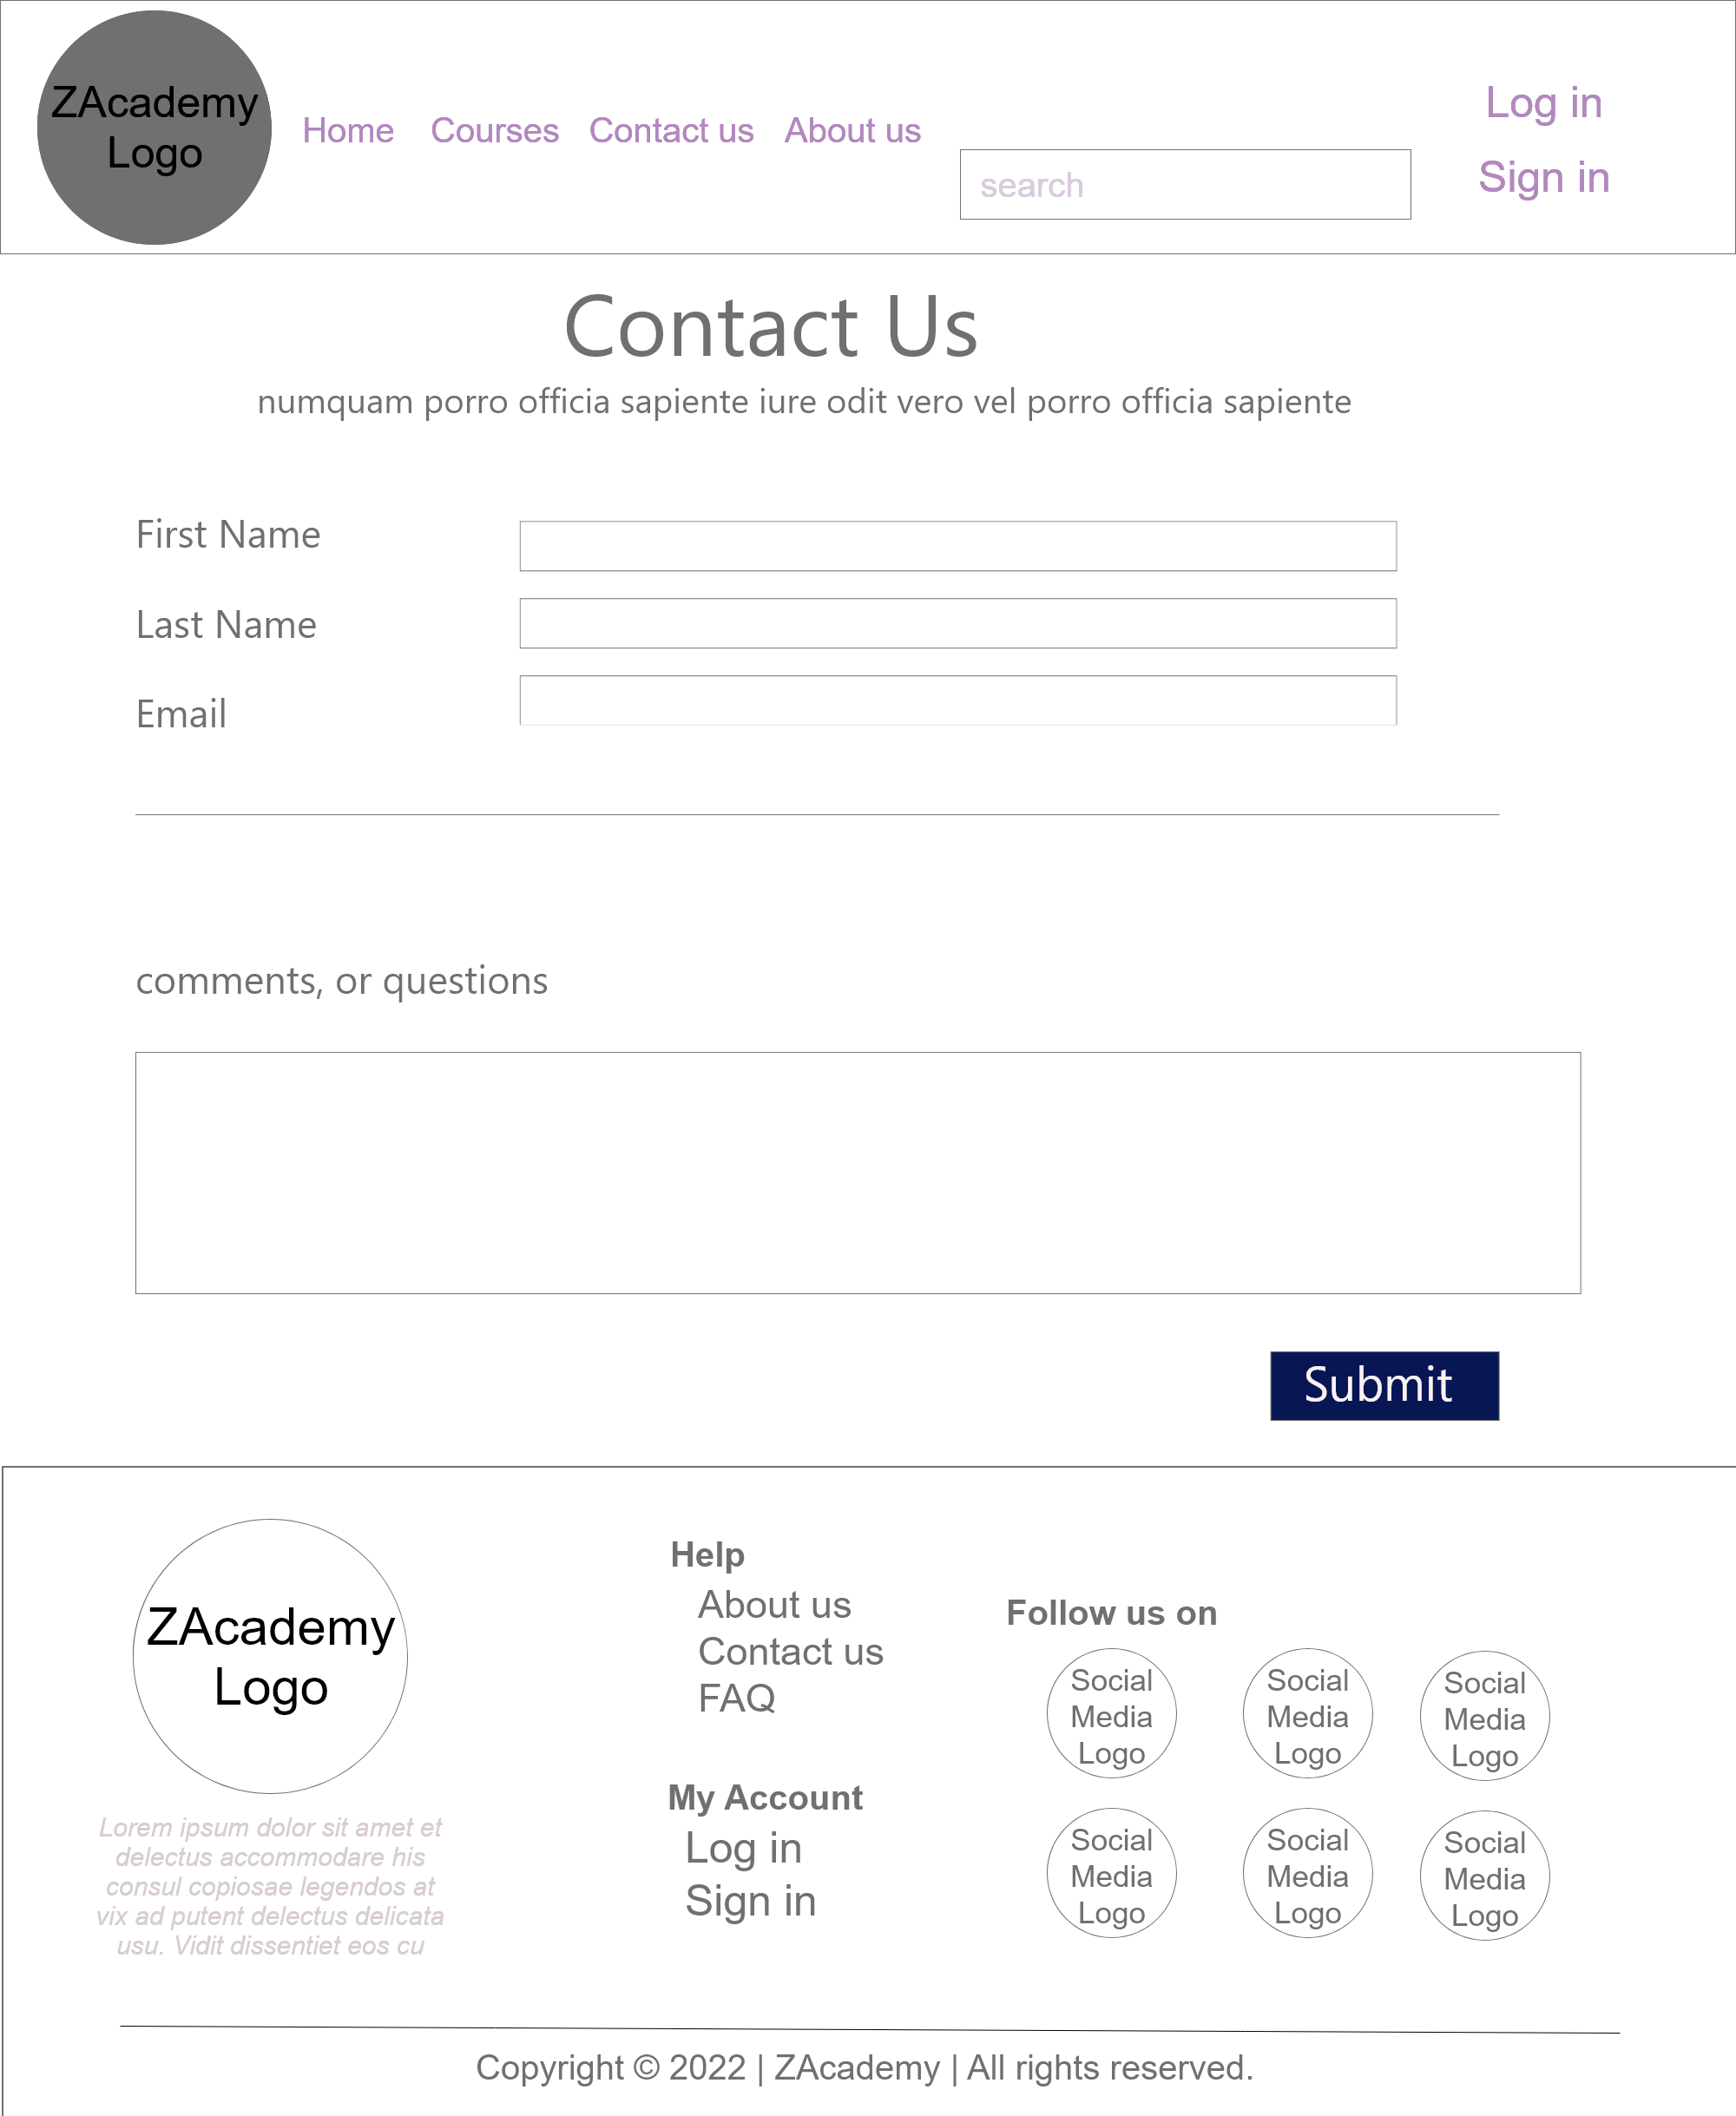 ZAcademy
Logo
Home Courses Contact us About us
search
Log in
Sign in
Contact Us
numquam porro officia sapiente iure odit vero vel porro officia sapiente
First Name
Last Name
Email
comments, or questions
Submit
ZAcademy
Logo
Lorem ipsum dolor sit amet et
delectus accommodare his
consul copiosae legendos at
vix ad putent delectus delicata
usu. Vidit dissentiet eos cu
Help
About us
Contact us
FAQ
My Account
Log in
Sign in
Follow us on
Social
Media
Logo
Social
Media
Logo
Social
Media
Logo
Social
Media
Logo
Social
Media
Logo
Social
Media
Logo
Copyright © 2022 | ZAcademy | All rights reserved.